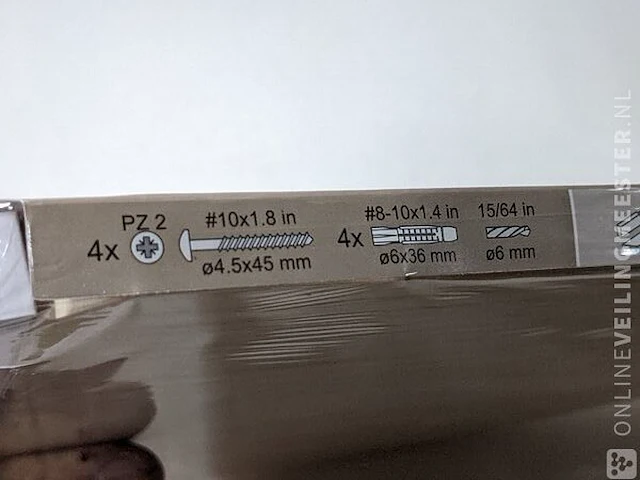 PZ 2
4x
#10x1.8 in
ø4.5x45 mm
4x
#8-10x1.4 in
ø6x36 mm
15/64 in
ø6 mm
ONLINEVEILINGMEESTER.NL